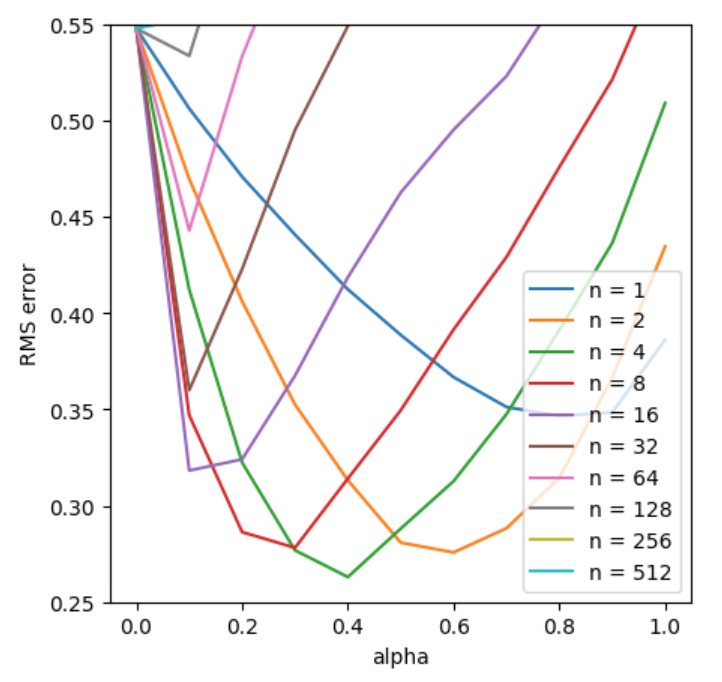 0.55
0.50
0.45
0.40
0.35
0.30
0.25
RMS error
n = 1
n = 2
n = 4
n = 8
n = 16
n = 32
n = 64
n = 128
n = 256
n = 512
0.0 0.2 0.4 0.6 0.8 1.0
alpha